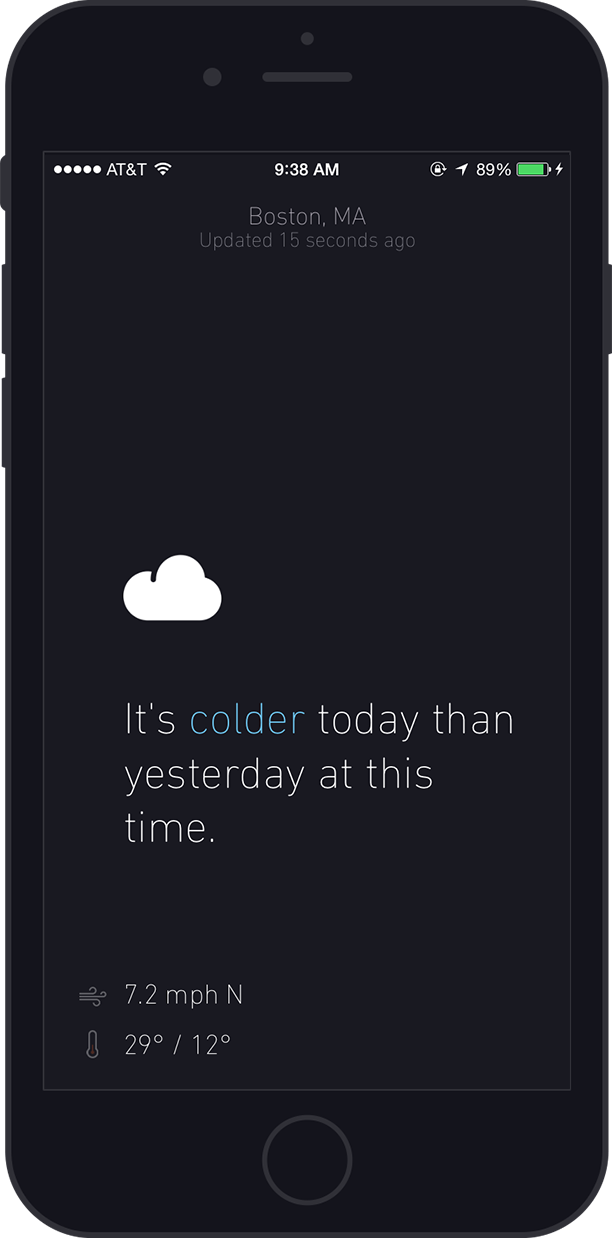 AT&T 9:38 AM 89%
Boston, MA
Updated 15 seconds ago
It's colder today than
yesterday at this
time.
7.2 mph N
29° / 12°